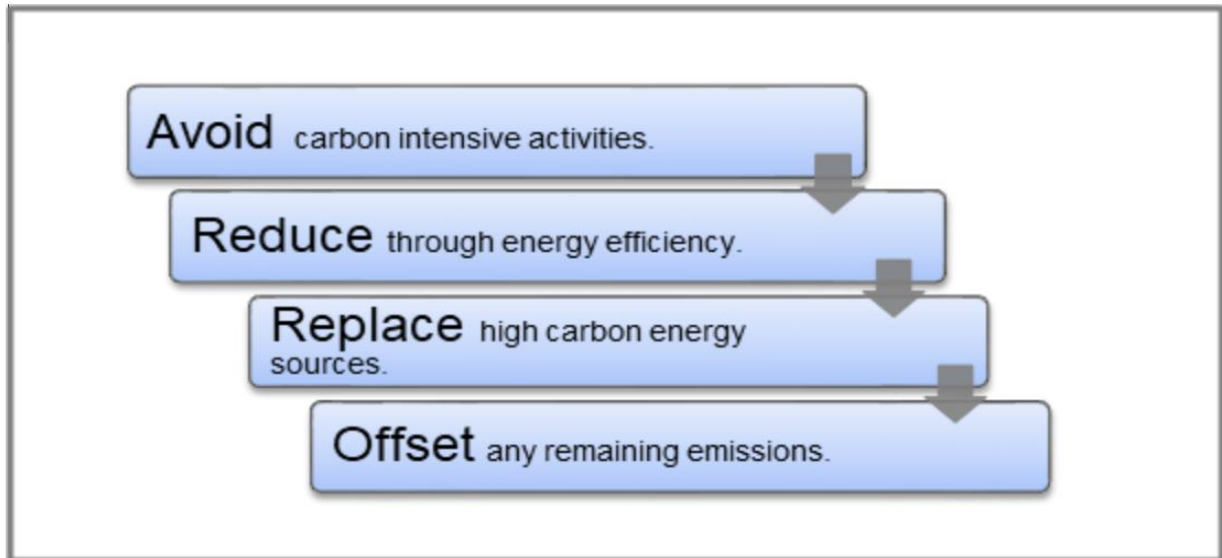 Avoid carbon intensive activities.
Reduce through energy efficiency.
Replace high carbon energy
sources.
Offset any remaining emissions.